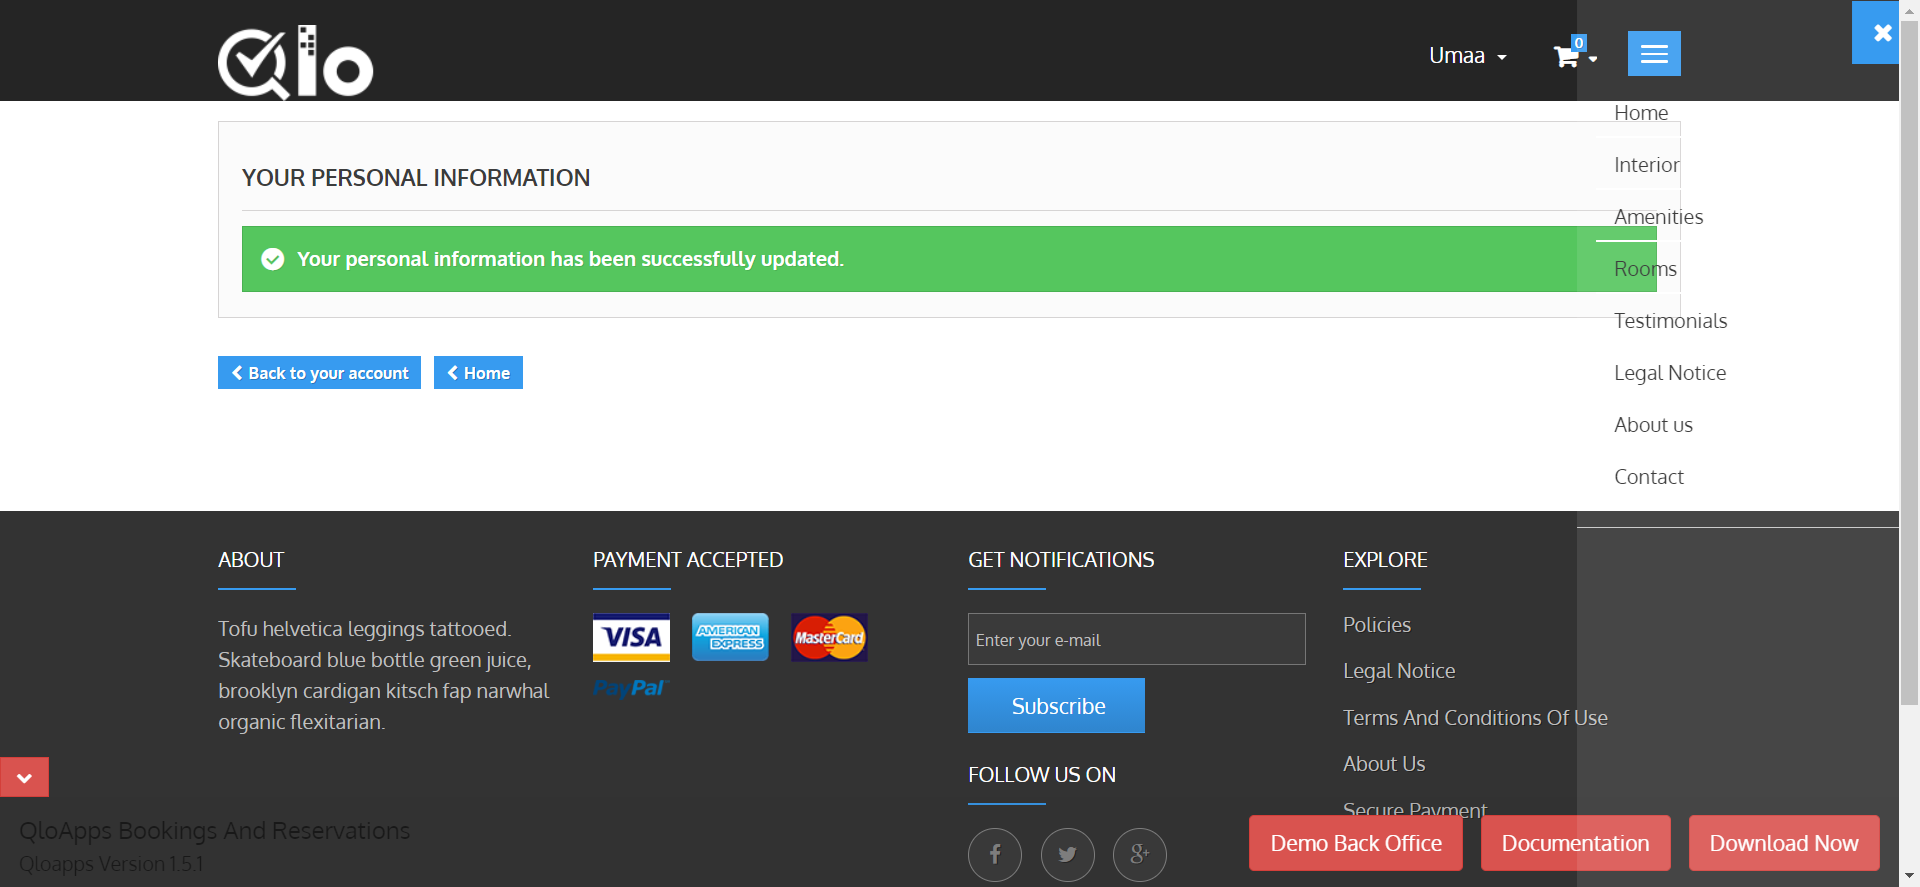 Qlo
Umaa
0
Home
Interior
Amenities
Rooms
Testimonials
Legal Notice
About us
Contact
YOUR PERSONAL INFORMATION
Your personal information has been successfully updated.
Back to your account
Home
ABOUT
Tofu helvetica leggings tattooed.
Skateboard blue bottle green juice,
brooklyn cardigan kitsch fap narwhal
organic flexitarian.
PAYMENT ACCEPTED
VISA
AMERICAN
EXPRESS
MasterCard
PayPal
GET NOTIFICATIONS
Enter your e-mail
Subscribe
FOLLOW US ON
EXPLORE
Policies
Legal Notice
Terms And Conditions Of Use
About Us
Secure Payment
QloApps Bookings And Reservations
Qloapps Version 1.5.1
Demo Back Office
Documentation
Download Now